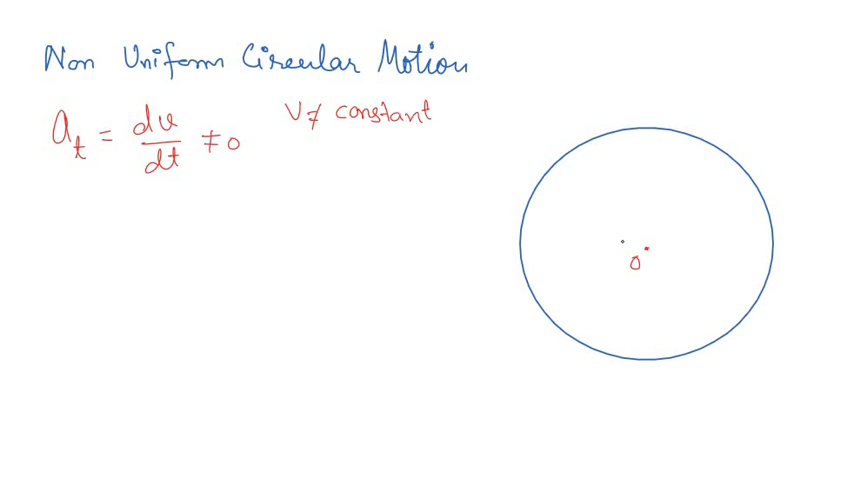 Non Uniform Circular Motion
a_t = dv/dt ≠ 0
V ≠ constant
O